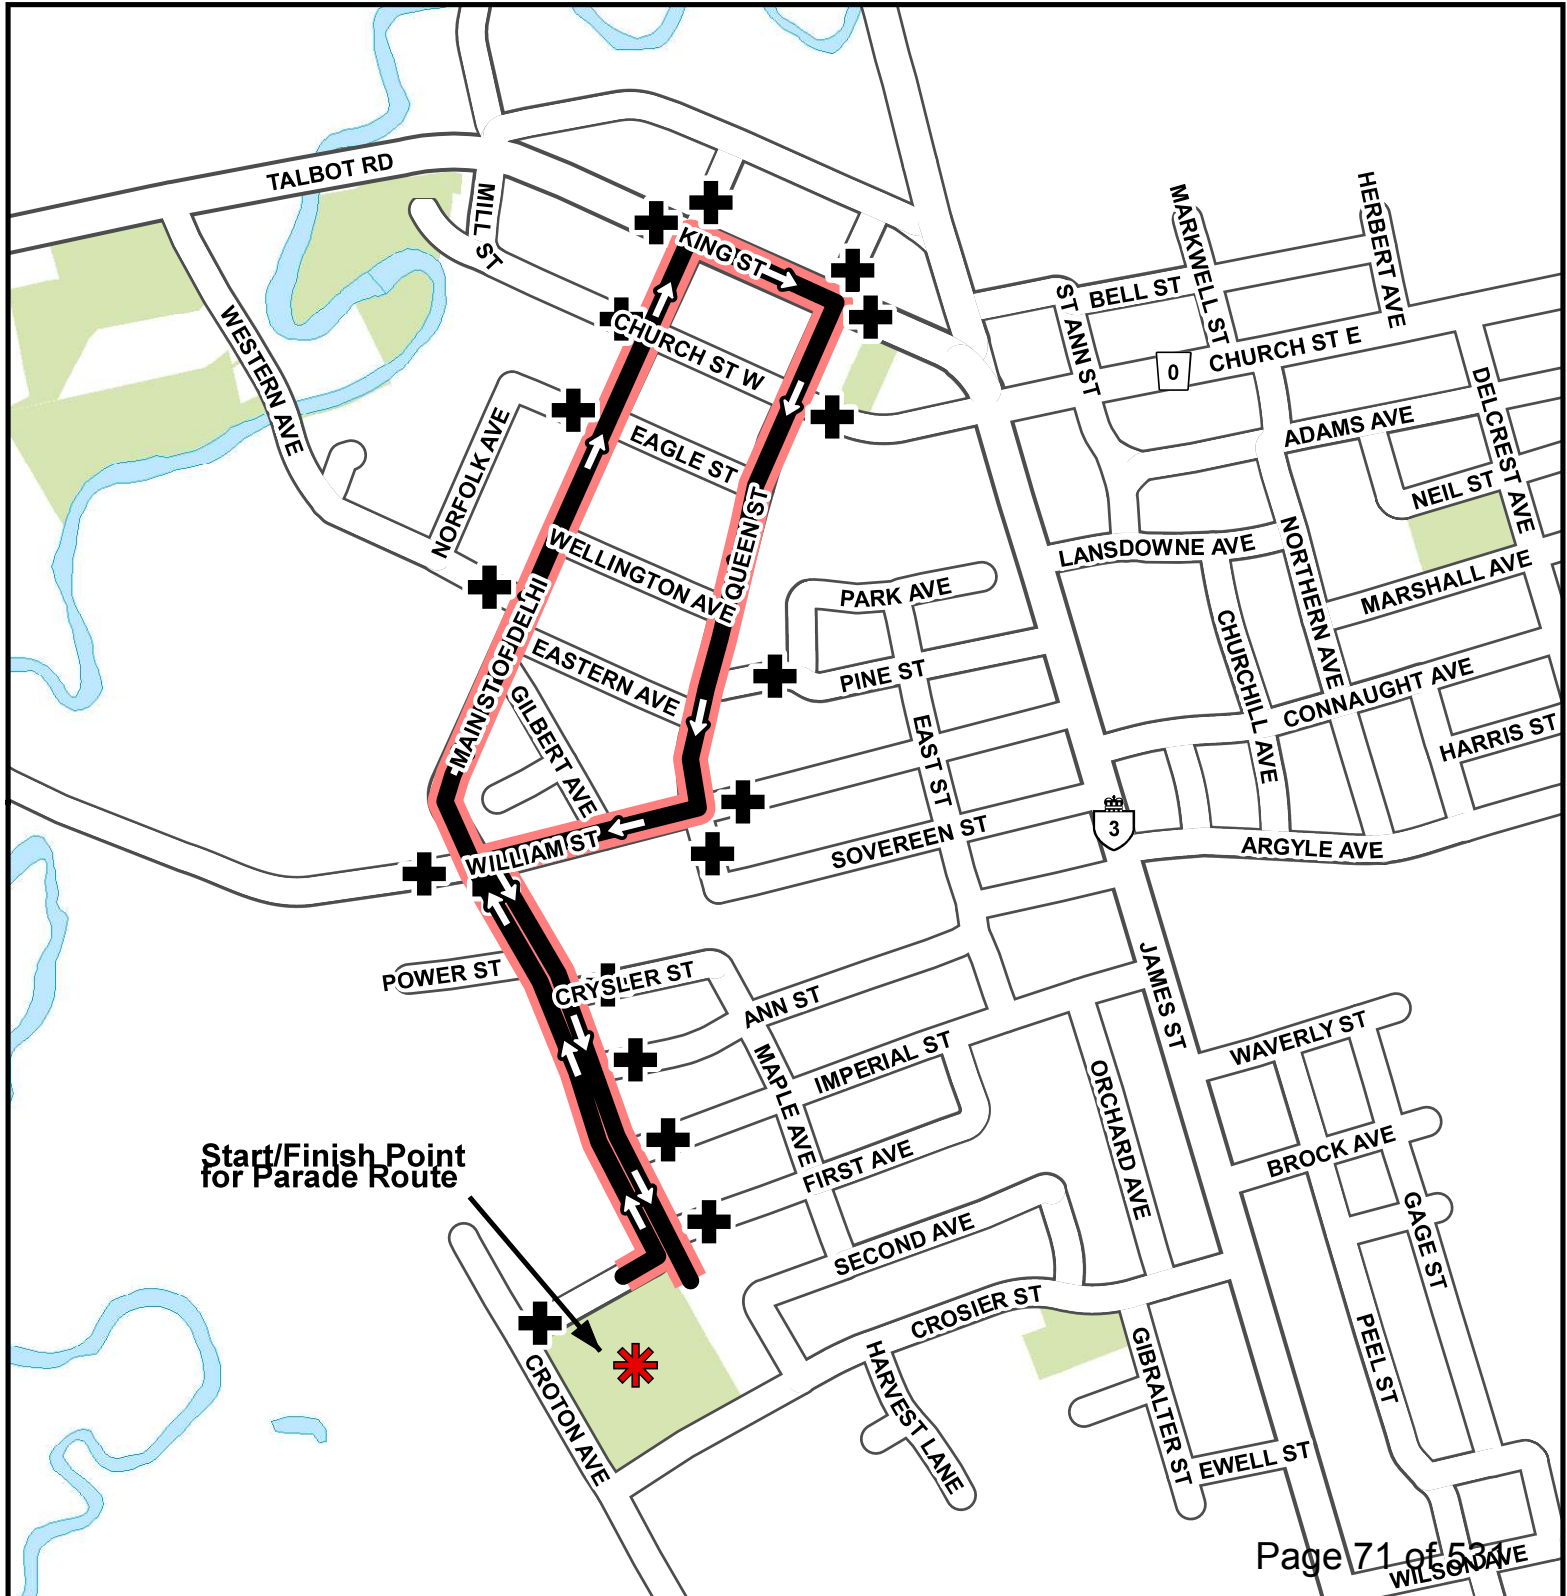 TALBOT RD
MILL ST
KING ST
MARKWELL ST
HERBERT AVE
BELL ST
ST ANN ST
CHURCH ST E
0
WESTERN AVE
CHURCH ST W
DELCREST AVE
ADAMS AVE
NORFOLK AVE
EAGLE ST
NEIL ST
QUEEN ST
WELLINGTON AVE
LANSDOWNE AVE
NORTHERN AVE
MARSHALL AVE
PARK AVE
MAIN ST OF DELHI
CHURCHILL AVE
EASTERN AVE
PINE ST
CONNAUGHT AVE
GILBERT AVE
EAST ST
HARRIS ST
3
WILLIAM ST
SOVEREEN ST
ARGYLE AVE
POWER ST
CRYSLER ST
JAMES ST
ANN ST
MAPLE AVE
IMPERIAL ST
WAVERLY ST
ORCHARD AVE
Start/Finish Point
for Parade Route
FIRST AVE
BROCK AVE
SECOND AVE
GAGE ST
CROSIER ST
CROTON AVE
HARVEST LANE
GIBRALTER ST
PEEL ST
EWELL ST
Page 71 of 531
WILSON AVE